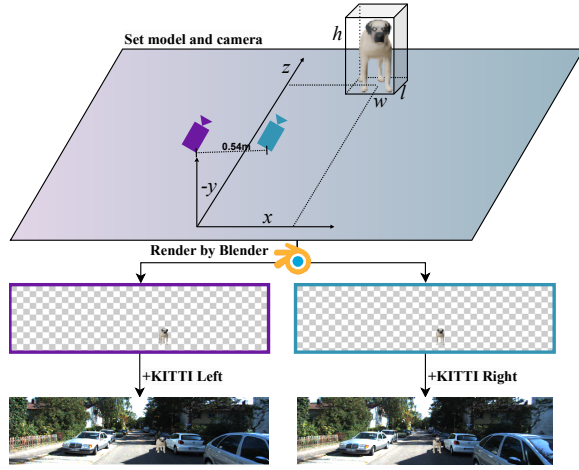 Set model and camera
h
z
w
l
0.54m
-y
x
Render by Blender
+KITTI Left
+KITTI Right